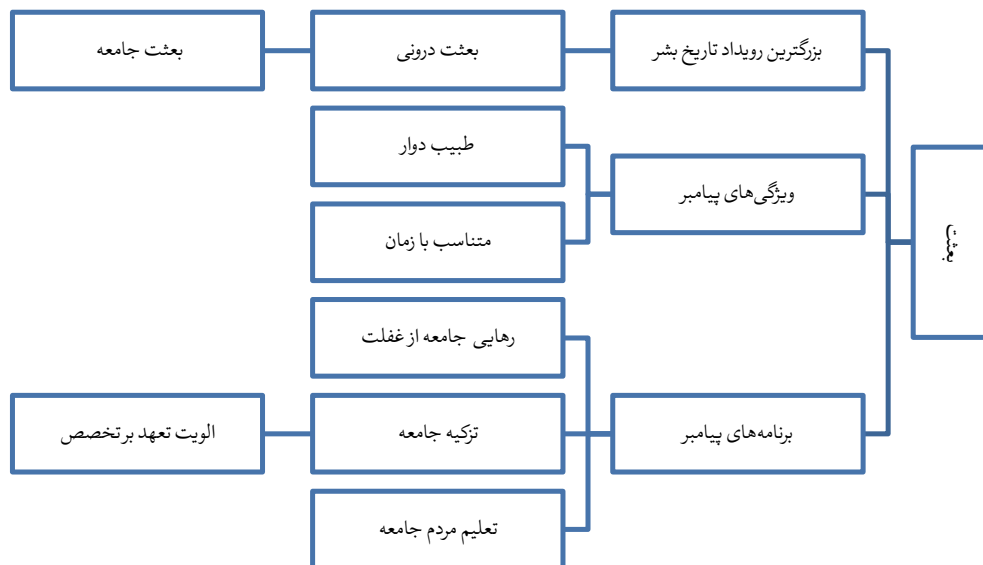 بعثت
بزرگترین رویداد تاریخ بشر
بعثت درونی
بعثت جامعه
ویژگی‌های پیامبر
طبیب دوار
متناسب با زمان
برنامه‌های پیامبر
رهایی جامعه از غفلت
تزکیه جامعه
الویت تعهد بر تخصص
تعلیم مردم جامعه